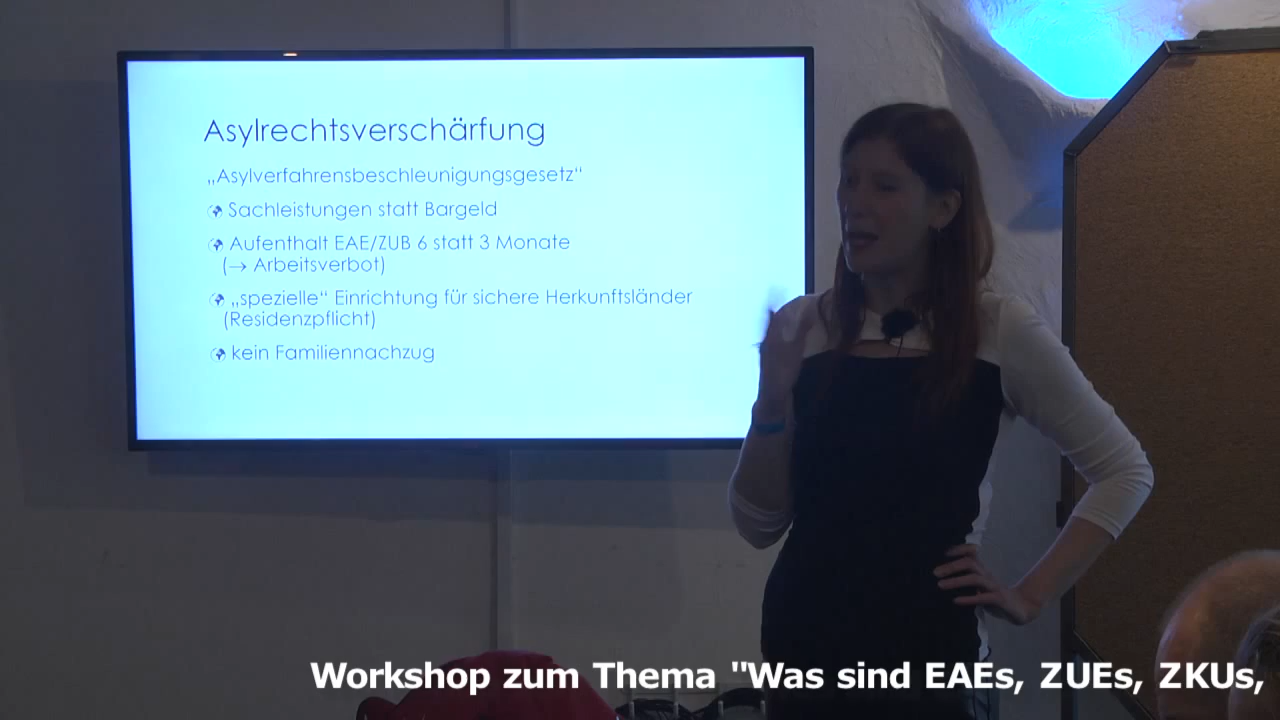 Asylrechtsverschärfung
„Asylverfahrensbeschleunigungsgesetz“
Sachleistungen statt Bargeld
Aufenthalt EAE/ZUB 6 statt 3 Monate
(→ Arbeitsverbot)
„spezielle“ Einrichtung für sichere Herkunftsländer
(Residenzpflicht)
kein Familiennachzug
Workshop zum Thema "Was sind EAEs, ZUEs, ZKUs,